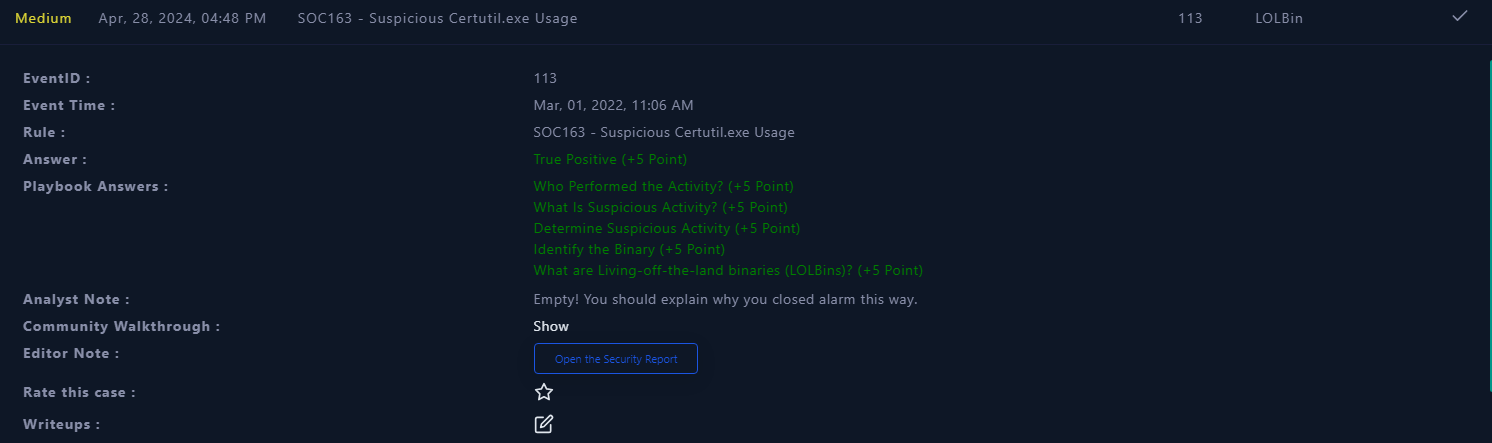 Medium Apr, 28, 2024, 04:48 PM SOC163 - Suspicious Certutil.exe Usage 113 LOLBin
EventID : 113
Event Time : Mar, 01, 2022, 11:06 AM
Rule : SOC163 - Suspicious Certutil.exe Usage
Answer : True Positive (+5 Point)
Playbook Answers : Who Performed the Activity? (+5 Point)
What Is Suspicious Activity? (+5 Point)
Determine Suspicious Activity (+5 Point)
Identify the Binary (+5 Point)
What are Living-off-the-land binaries (LOLBins)? (+5 Point)
Analyst Note : Empty! You should explain why you closed alarm this way.
Community Walkthrough : Show
Editor Note : Open the Security Report
Rate this case :
Writeups :